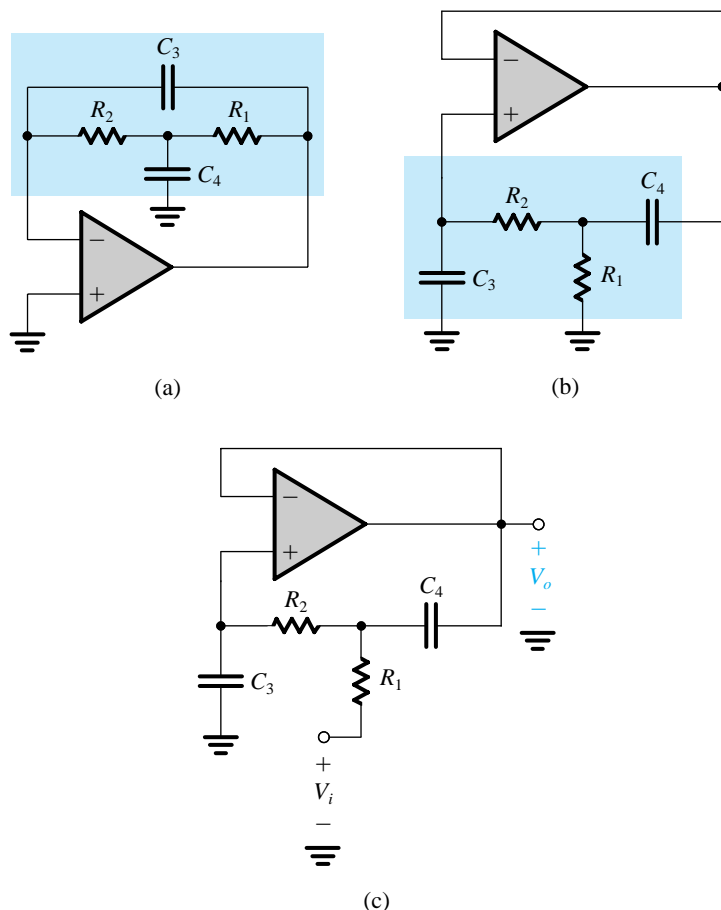 C3
R2
R1
C4
−
+
(a)
−
+
R2
C4
C3
R1
(b)
−
+
+
Vo
−
R2
C4
C3
R1
+
Vi
−
(c)